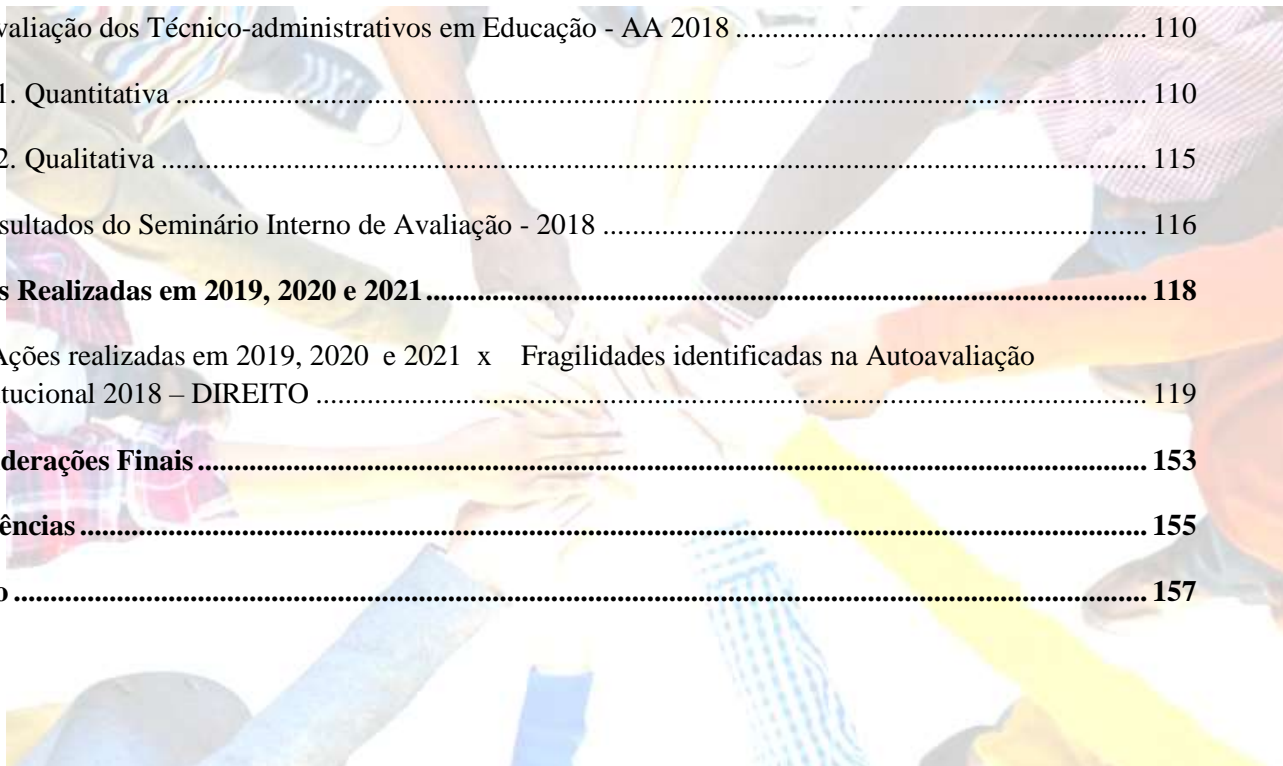 valiação dos Técnico-administrativos em Educação - AA 2018 ........................................................ 110
1. Quantitativa .................................................................................................................................... 110
2. Qualitativa ...................................................................................................................................... 115
sultados do Seminário Interno de Avaliação - 2018 .......................................................................... 116
s Realizadas em 2019, 2020 e 2021 .................................................................................................. 118
Ações realizadas em 2019, 2020 e 2021 x Fragilidades identificadas na Autoavaliação
tucional 2018 – DIREITO ................................................................................................................. 119
derações Finais ................................................................................................................................. 153
ências ................................................................................................................................................ 155
o ......................................................................................................................................................... 157